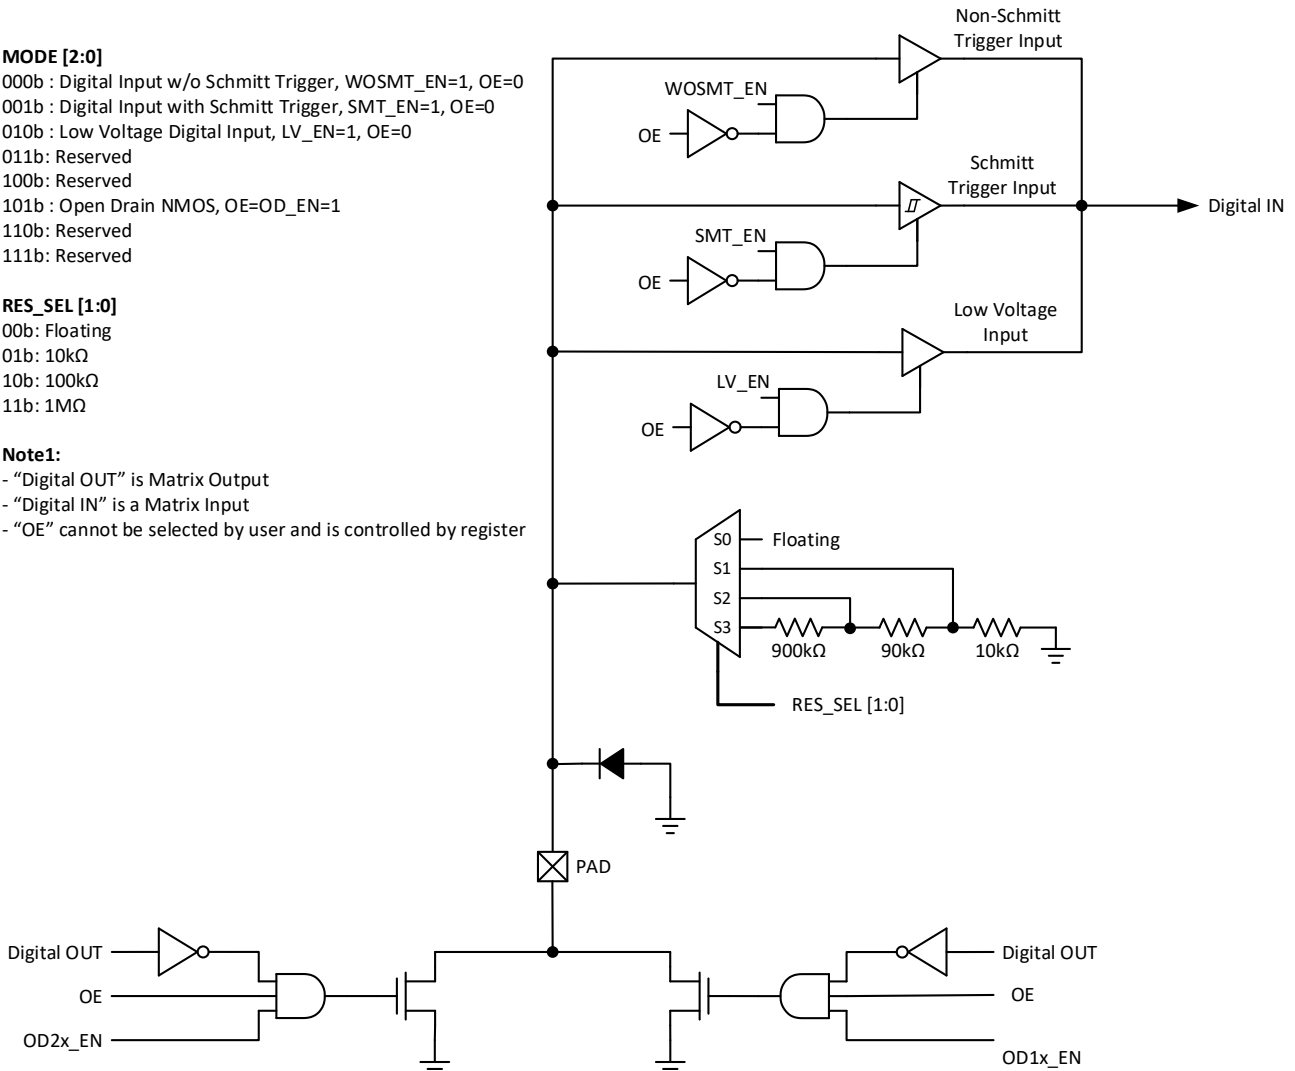 MODE [2:0]
000b : Digital Input w/o Schmitt Trigger, WOSMT_EN=1, OE=0
001b : Digital Input with Schmitt Trigger, SMT_EN=1, OE=0
010b : Low Voltage Digital Input, LV_EN=1, OE=0
011b: Reserved
100b: Reserved
101b : Open Drain NMOS, OE=OD_EN=1
110b: Reserved
111b: Reserved
RES_SEL [1:0]
00b: Floating
01b: 10kΩ
10b: 100kΩ
11b: 1MΩ
Note1:
- “Digital OUT” is Matrix Output
- “Digital IN” is a Matrix Input
- “OE” cannot be selected by user and is controlled by register
Non-Schmitt
Trigger Input
WOSMT_EN
OE
Schmitt
Trigger Input
Digital IN
SMT_EN
OE
Low Voltage
Input
LV_EN
OE
S0
Floating
S1
S2
S3
900kΩ
90kΩ
10kΩ
RES_SEL [1:0]
PAD
Digital OUT
OE
OD2x_EN
Digital OUT
OE
OD1x_EN